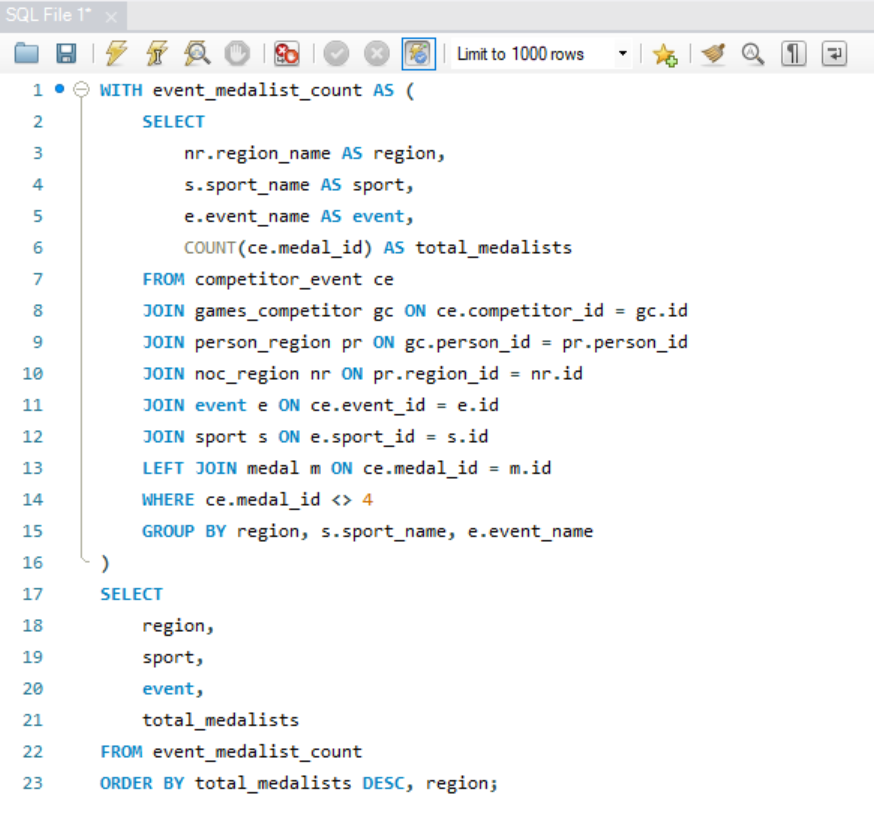 SQL File 1*
Limit to 1000 rows
1 WITH event_medalist_count AS (
2 SELECT
3 nr.region_name AS region,
4 s.sport_name AS sport,
5 e.event_name AS event,
6 COUNT(ce.medal_id) AS total_medalists
7 FROM competitor_event ce
8 JOIN games_competitor gc ON ce.competitor_id = gc.id
9 JOIN person_region pr ON gc.person_id = pr.person_id
10 JOIN noc_region nr ON pr.region_id = nr.id
11 JOIN event e ON ce.event_id = e.id
12 JOIN sport s ON e.sport_id = s.id
13 LEFT JOIN medal m ON ce.medal_id = m.id
14 WHERE ce.medal_id <> 4
15 GROUP BY region, s.sport_name, e.event_name
16 )
17 SELECT
18 region,
19 sport,
20 event,
21 total_medalists
22 FROM event_medalist_count
23 ORDER BY total_medalists DESC, region;